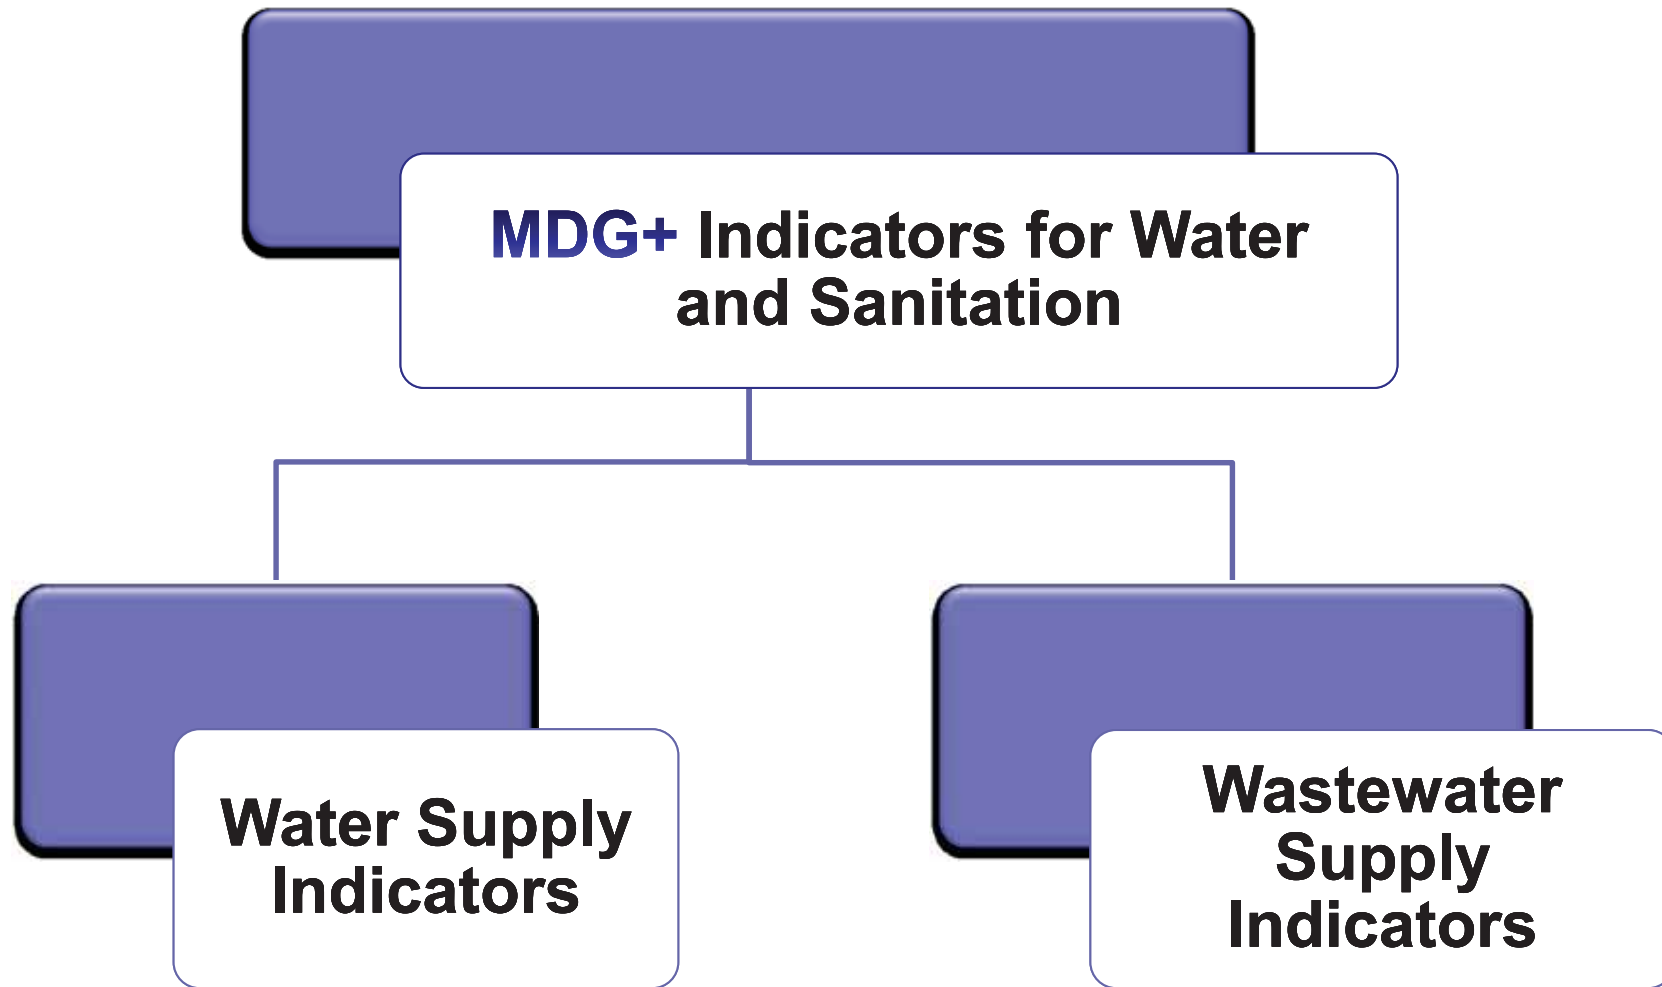 MDG+ Indicators for Water
and Sanitation
Water Supply
Indicators
Wastewater
Supply
Indicators